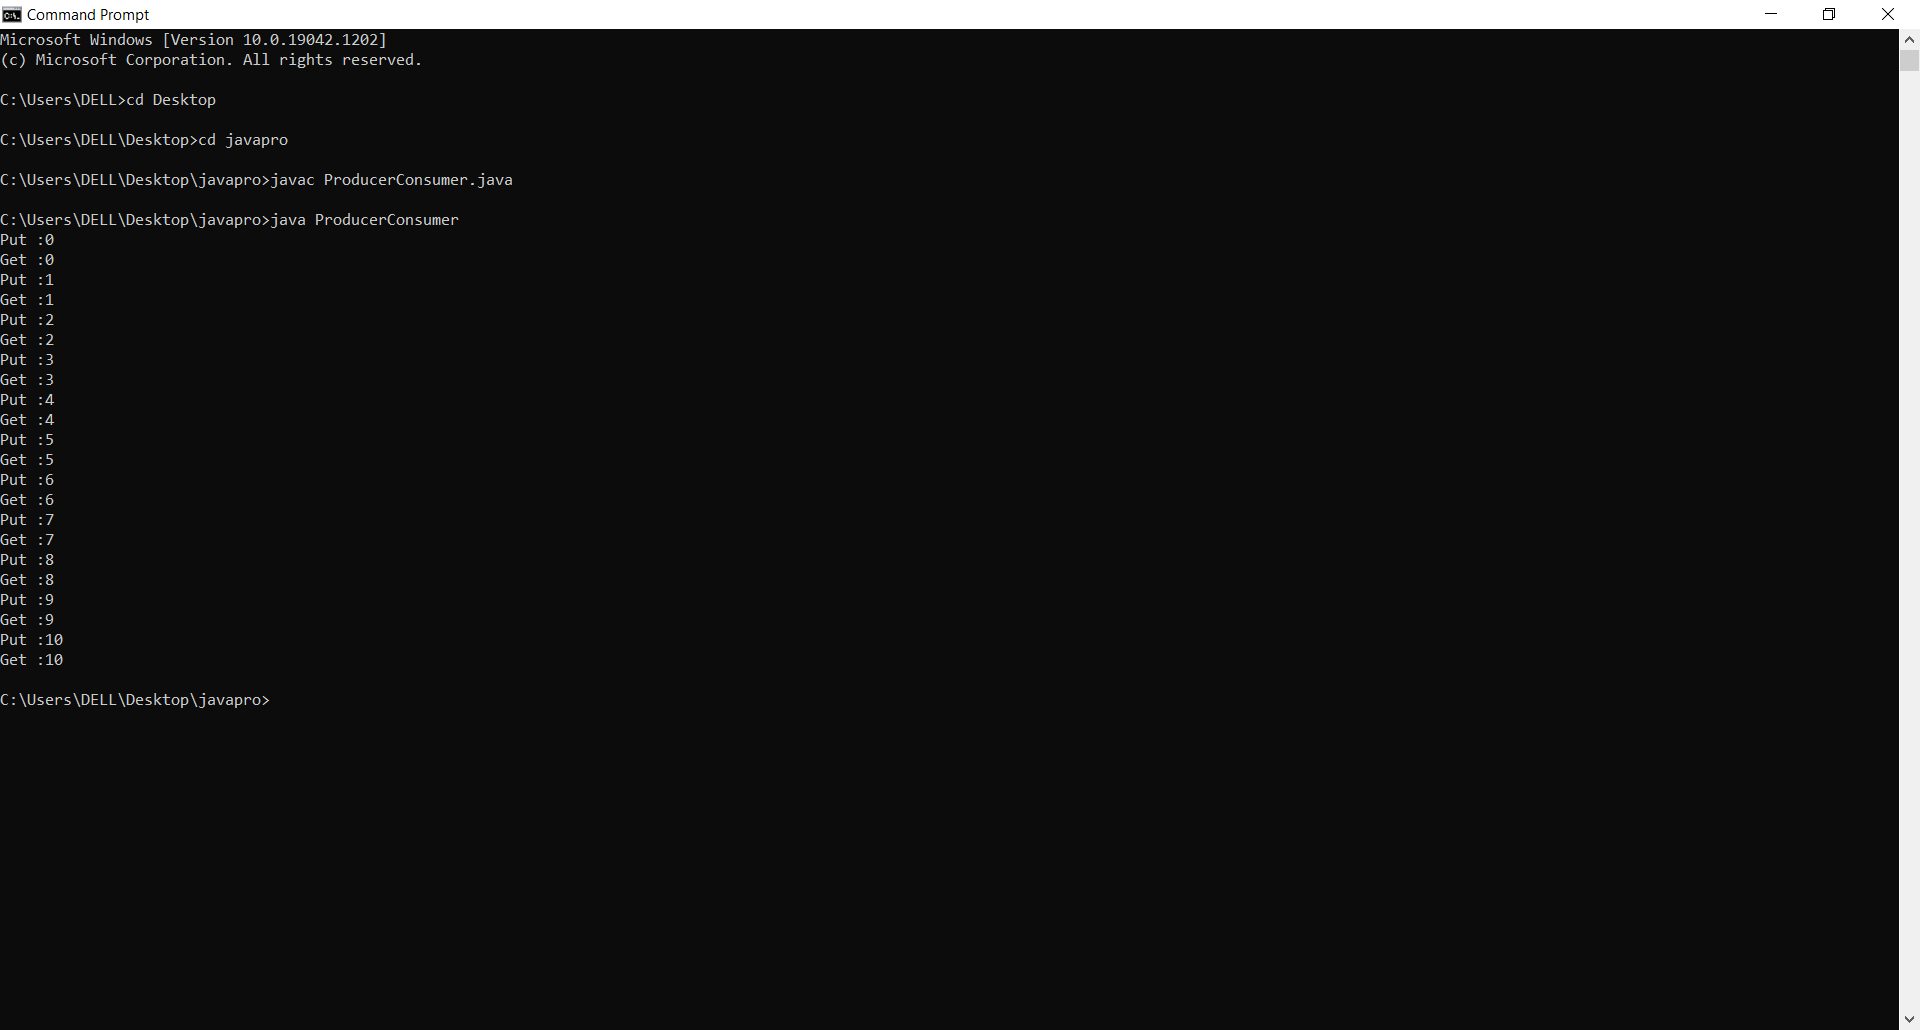 Command Prompt
Microsoft Windows [Version 10.0.19042.1202]
(c) Microsoft Corporation. All rights reserved.
C:\Users\DELL>cd Desktop
C:\Users\DELL\Desktop>cd javapro
C:\Users\DELL\Desktop\javapro>javac ProducerConsumer.java
C:\Users\DELL\Desktop\javapro>java ProducerConsumer
Put :0
Get :0
Put :1
Get :1
Put :2
Get :2
Put :3
Get :3
Put :4
Get :4
Put :5
Get :5
Put :6
Get :6
Put :7
Get :7
Put :8
Get :8
Put :9
Get :9
Put :10
Get :10
C:\Users\DELL\Desktop\javapro>